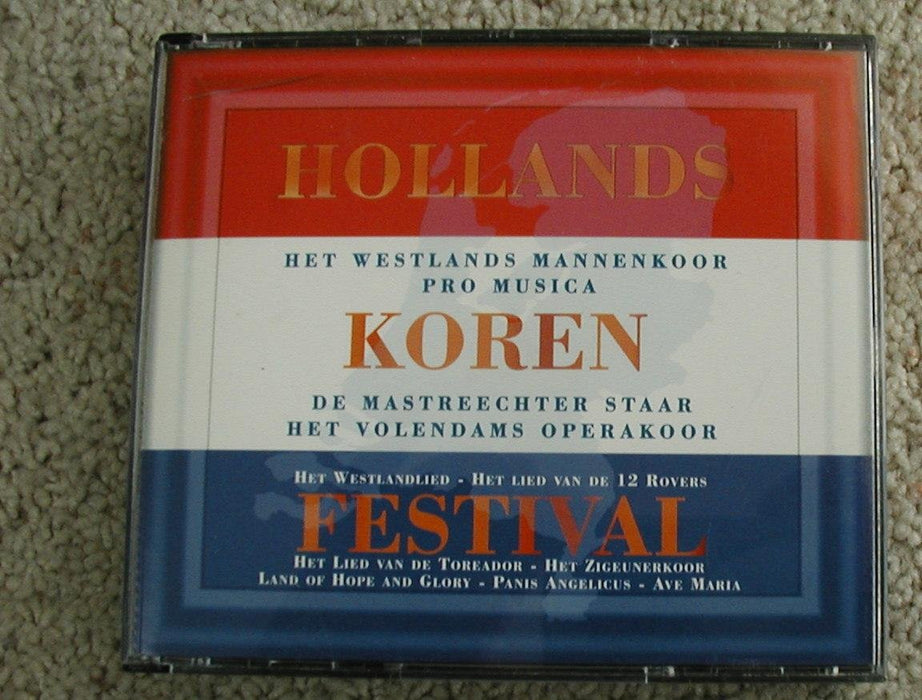 HOLLANDS
HET WESTLANDS MANNENKOOR
PRO MUSICA
KOREN
DE MASTREECHTER STAAR
HET VOLENDAMS OPERAKOOR
HET WESTLANDLIED - HET LIED VAN DE 12 ROVERS
FESTIVAL
HET LIED VAN DE TOREADOR - HET ZIGEUNERKOOR
LAND OF HOPE AND GLORY - PANIS ANGELICUS - AVE MARIA